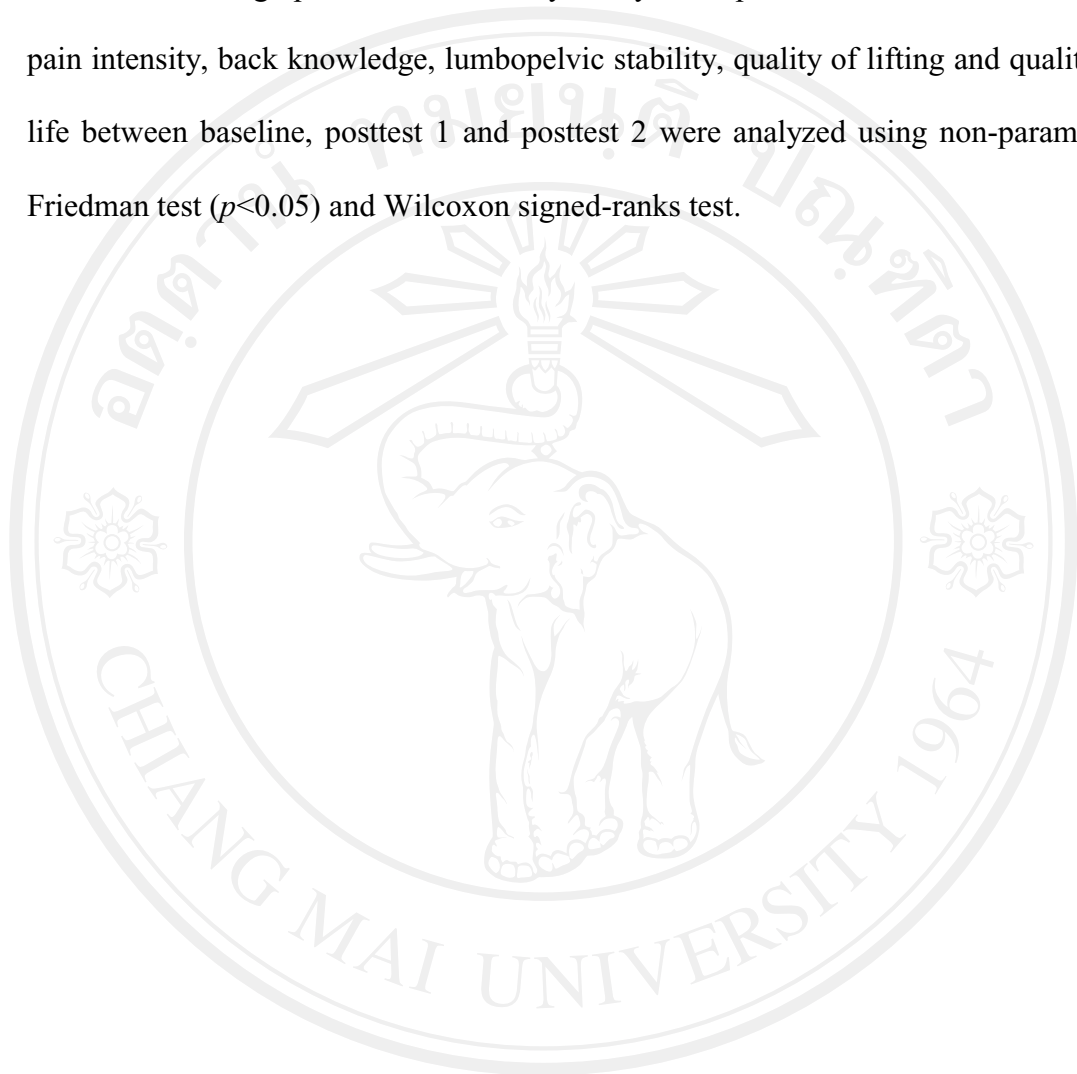 pain intensity, back knowledge, lumbopelvic stability, quality of lifting and qualit
life between baseline, posttest 1 and posttest 2 were analyzed using non-param
Friedman test (p<0.05) and Wilcoxon signed-ranks test.
CHIANG MAI UNIVERSITY 1964